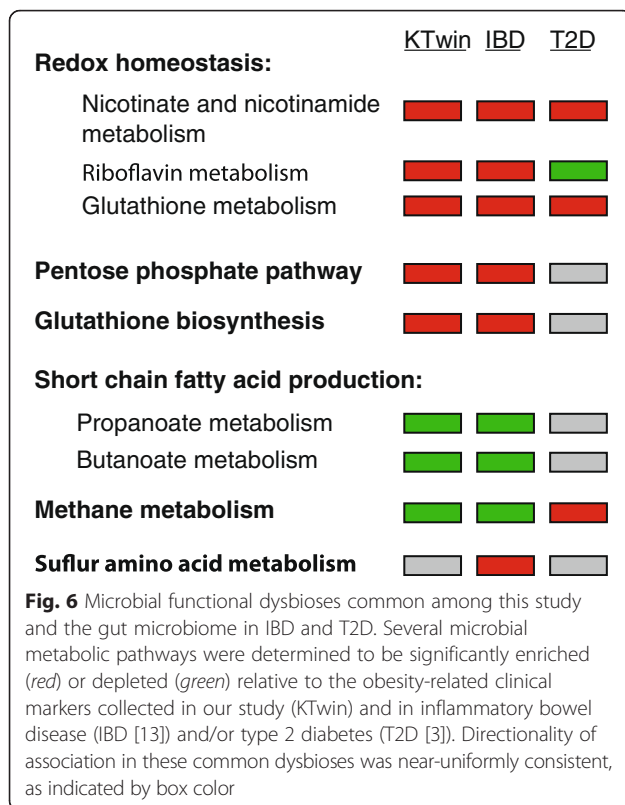 KTwin IBD T2D
Redox homeostasis:
Nicotinate and nicotinamide
metabolism
Riboflavin metabolism
Glutathione metabolism
Pentose phosphate pathway
Glutathione biosynthesis
Short chain fatty acid production:
Propanoate metabolism
Butanoate metabolism
Methane metabolism
Suflur amino acid metabolism
Fig. 6 Microbial functional dysbioses common among this study
and the gut microbiome in IBD and T2D. Several microbial
metabolic pathways were determined to be significantly enriched
(red) or depleted (green) relative to the obesity-related clinical
markers collected in our study (KTwin) and in inflammatory bowel
disease (IBD [13]) and/or type 2 diabetes (T2D [3]). Directionality of
association in these common dysbioses was near-uniformly consistent,
as indicated by box color